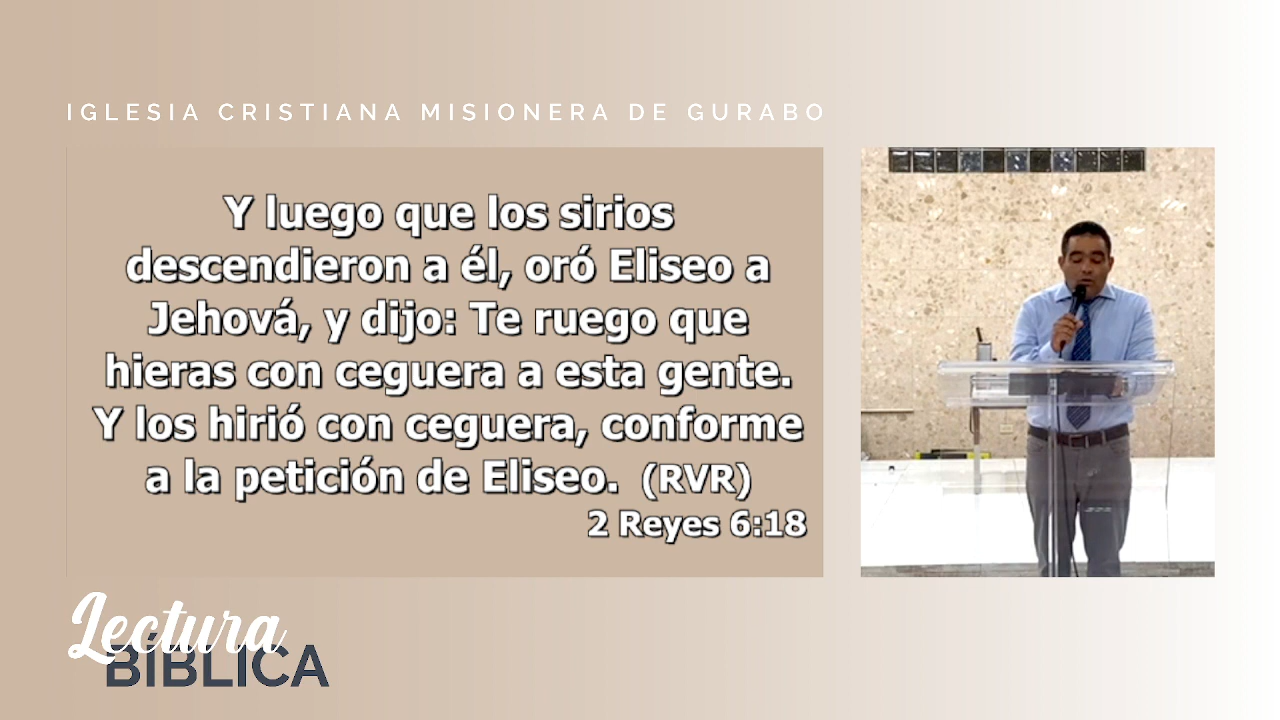 IGLESIA CRISTIANA MISIONERA DE GURABO
Y luego que los sirios
descendieron a él, oró Eliseo a
Jehová, y dijo: Te ruego que
hieras con ceguera a esta gente.
Y los hirió con ceguera, conforme
a la petición de Eliseo. (RVR)
2 Reyes 6:18
Lectura
BÍBLICA